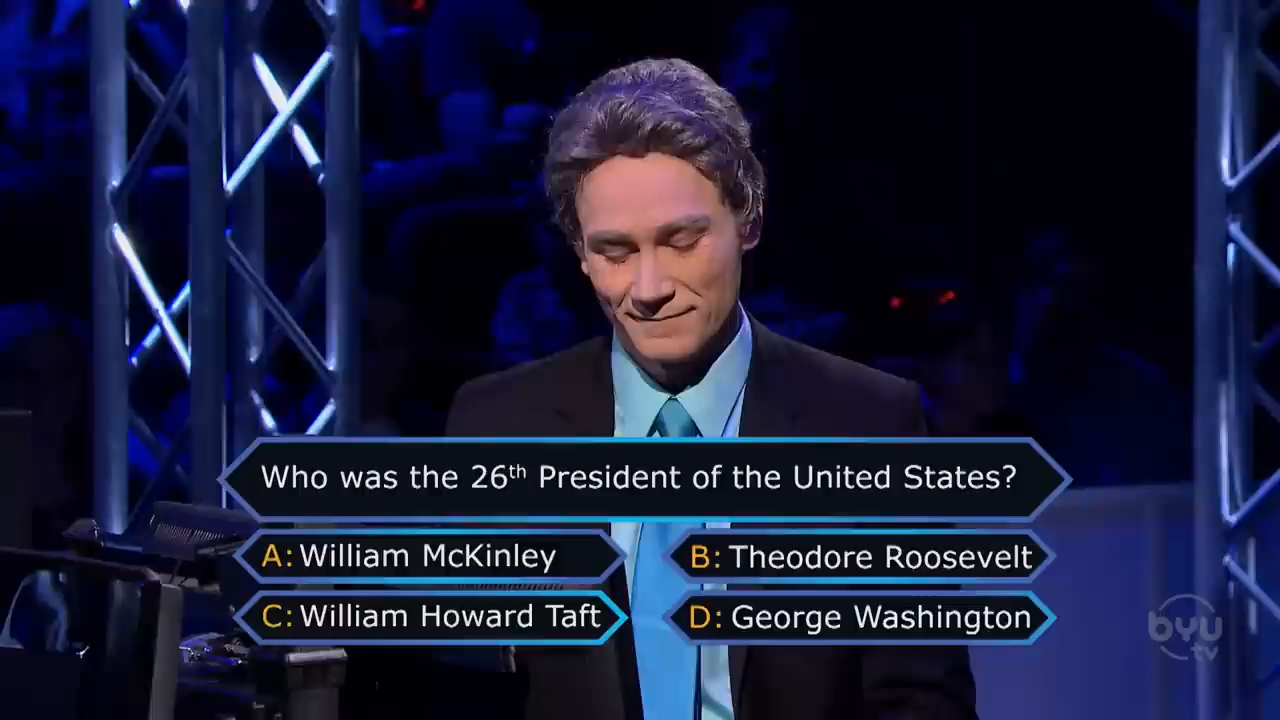 Who was the 26th President of the United States?
A: William McKinley
B: Theodore Roosevelt
C: William Howard Taft
D: George Washington
byu
tv